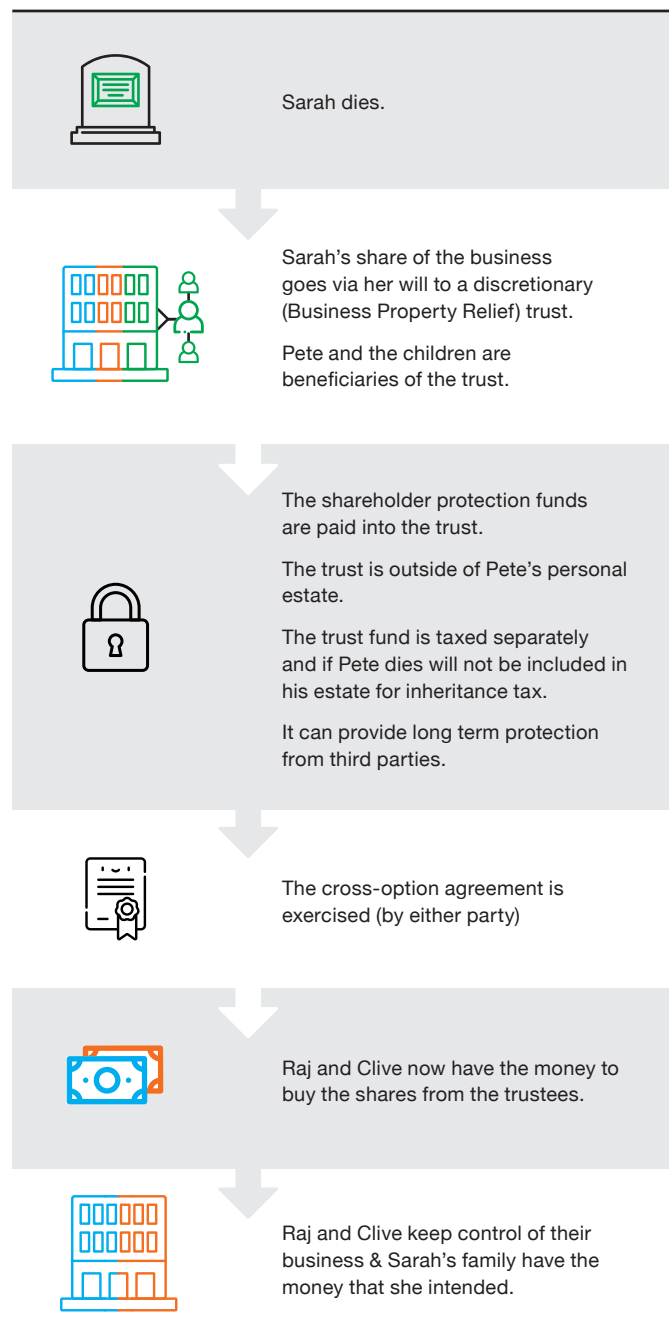 Sarah dies.
Sarah’s share of the business
goes via her will to a discretionary
(Business Property Relief) trust.
Pete and the children are
beneficiaries of the trust.
The shareholder protection funds
are paid into the trust.
The trust is outside of Pete’s personal
estate.
The trust fund is taxed separately
and if Pete dies will not be included in
his estate for inheritance tax.
It can provide long term protection
from third parties.
The cross-option agreement is
exercised (by either party)
Raj and Clive now have the money to
buy the shares from the trustees.
Raj and Clive keep control of their
business & Sarah’s family have the
money that she intended.